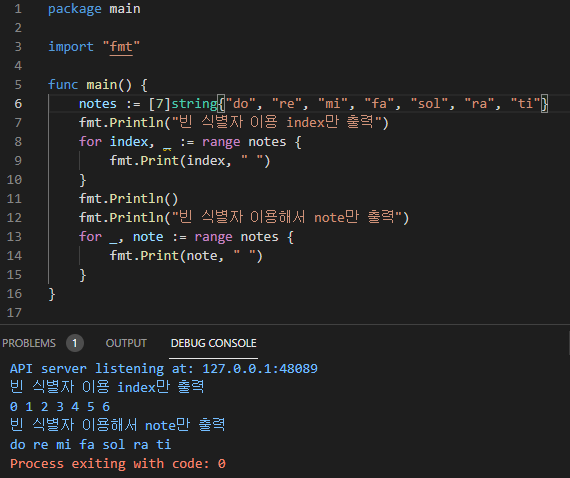 1 package main
2
3 import "fmt"
4
5 func main() {
6 notes := [7]string{"do", "re", "mi", "fa", "sol", "ra", "ti"}
7 fmt.Println("빈 식별자 이용 index만 출력")
8 for index, _ := range notes {
9 fmt.Print(index, " ")
10 }
11 fmt.Println()
12 fmt.Println("빈 식별자 이용해서 note만 출력")
13 for _, note := range notes {
14 fmt.Print(note, " ")
15 }
16 }
17
PROBLEMS 1 OUTPUT DEBUG CONSOLE
API server listening at: 127.0.0.1:48089
빈 식별자 이용 index만 출력
0 1 2 3 4 5 6
빈 식별자 이용해서 note만 출력
do re mi fa sol ra ti
Process exiting with code: 0